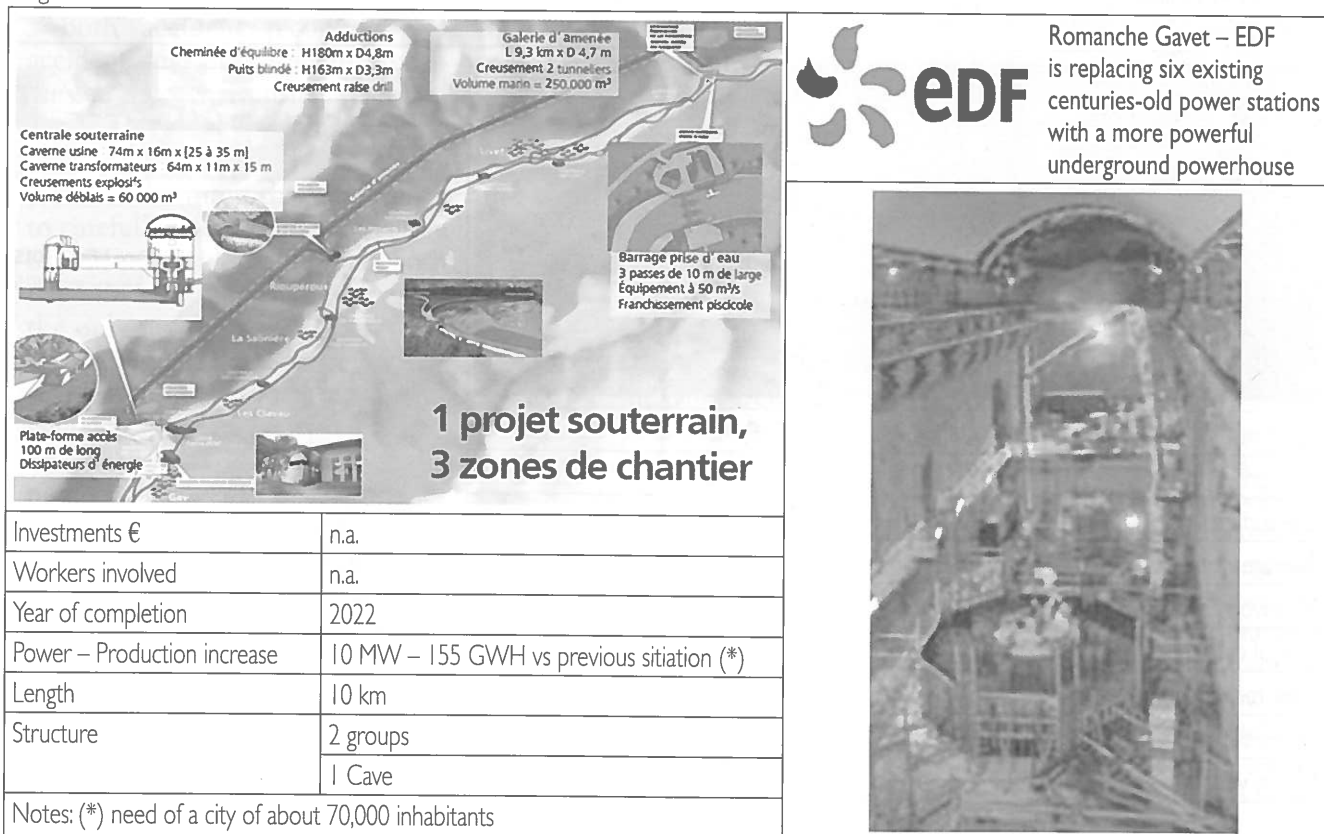 Adductions
Cheminée d'équilibre : H180m x D4,8m
Puits blindé : H163m x D3,3m
Creusement raise drill
Galerie d'amenée
L 9,3 km x D 4,7 m
Creusement 2 tunneliers
Volume marin = 250.000 m³
Centrale souterraine
Caverne usine 74m x 16m x [25 à 35 m]
Caverne transformateurs 64m x 11m x 15 m
Creusements explosifs
Volume déblais = 60 000 m³
Livet
Barrage prise d'eau
3 passes de 10 m de large
Équipement à 50 m³/s
Franchissement piscicole
Riouperoux
La Salinière
Les Clavau
Plate-forme accès
100 m de long
Dissipateurs d'énergie
Gav
1 projet souterrain,
3 zones de chantier
eDF
Romanche Gavet – EDF
is replacing six existing
centuries-old power stations
with a more powerful
underground powerhouse
Investments € n.a.
Workers involved n.a.
Year of completion 2022
Power – Production increase 10 MW – 155 GWH vs previous sitiation (*)
Length 10 km
Structure 2 groups
1 Cave
Notes: (*) need of a city of about 70,000 inhabitants